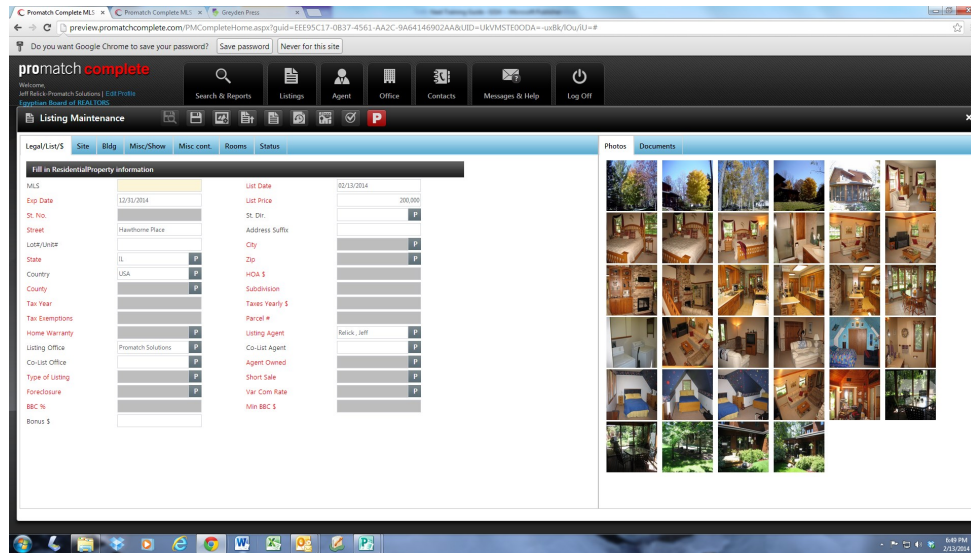 Promatch Complete MLS × Promatch Complete MLS × Greyden Press ×
preview.promatchcomplete.com/PMCompleteHome.aspx?guid=EEE95C17-0837-4561-AA2C-9A64146902AA&UID=UkVMSTEOODA=-uxBk/lOu/iU=#
Do you want Google Chrome to save your password? Save password Never for this site
promatch complete
Welcome,
Jeff Relick-Promatch Solutions | Edit Profile
Egyptian Board of REALTORS
Search & Reports Listings Agent Office Contacts Messages & Help Log Off
Listing Maintenance P ×
Legal/List/$ Site Bldg Misc/Show Misc cont. Rooms Status Photos Documents
Fill in ResidentialProperty information
MLS List Date 02/13/2014
Exp Date 12/31/2014 List Price 200,000
St. No. St. Dir. P
Street Hawthorne Place Address Suffix
Lot#/Unit# City P
State IL P Zip P
Country USA P HOA $
County P Subdivision
Tax Year Taxes Yearly $
Tax Exemptions Parcel #
Home Warranty P Listing Agent Relick , Jeff P
Listing Office Promatch Solutions P Co-List Agent P
Co-List Office P Agent Owned P
Type of Listing P Short Sale P
Foreclosure P Var Com Rate P
BBC % Min BBC $
Bonus $
6:49 PM
2/13/2014